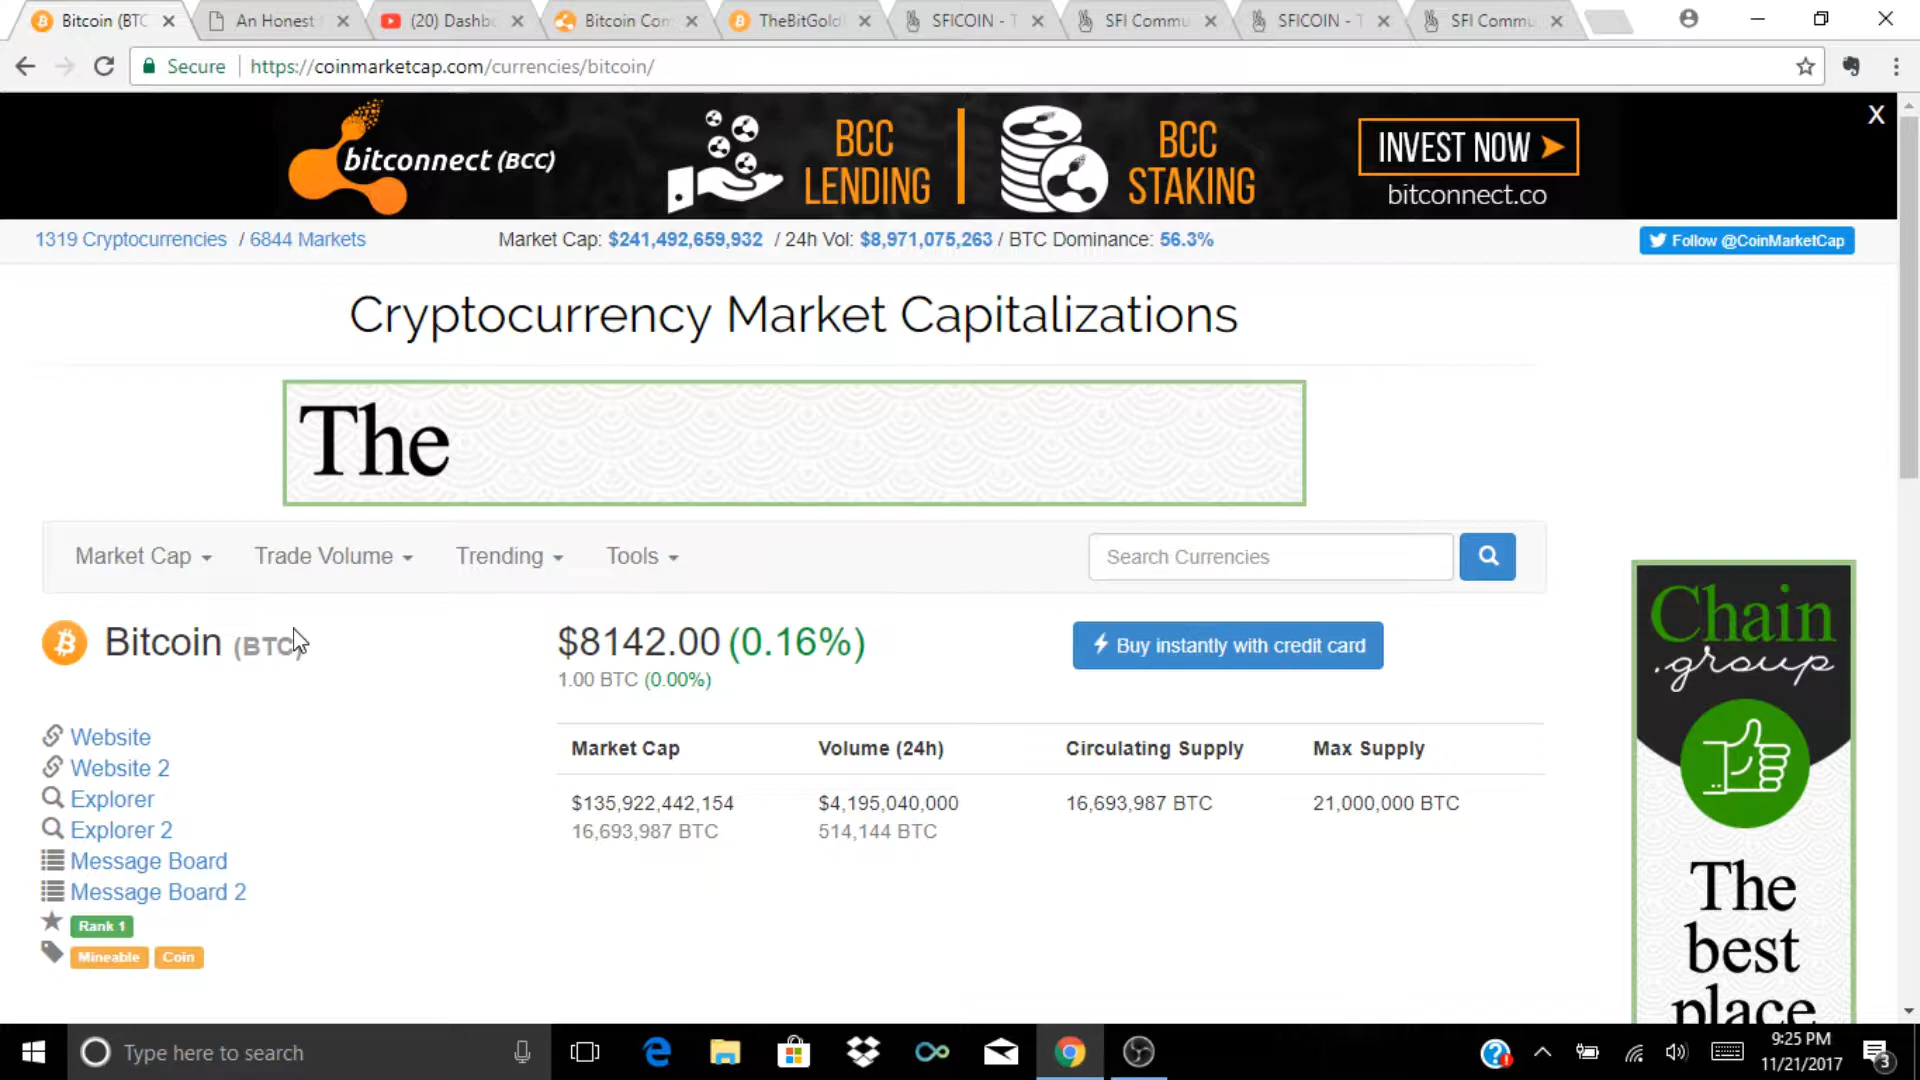 Bitcoin (BTC
An Honest
(20) Dashbo
Bitcoin Con
TheBitGold
SFICOIN - T
SFI Commu
SFICOIN - T
SFI Commu
Secure
https://coinmarketcap.com/currencies/bitcoin/
bitconnect (BCC)
BCC
LENDING
BCC
STAKING
INVEST NOW
bitconnect.co
X
1319 Cryptocurrencies / 6844 Markets
Market Cap: $241,492,659,932 / 24h Vol: $8,971,075,263 / BTC Dominance: 56.3%
Follow @CoinMarketCap
Cryptocurrency Market Capitalizations
The
Market Cap
Trade Volume
Trending
Tools
Search Currencies
Bitcoin (BTC)
$8142.00 (0.16%)
1.00 BTC (0.00%)
Buy instantly with credit card
Website
Website 2
Explorer
Explorer 2
Message Board
Message Board 2
Rank 1
Mineable Coin
Market Cap Volume (24h) Circulating Supply Max Supply
$135,922,442,154 $4,195,040,000 16,693,987 BTC 21,000,000 BTC
16,693,987 BTC 514,144 BTC
Chain
.group
The
best
place
Type here to search
9:25 PM
11/21/2017
3